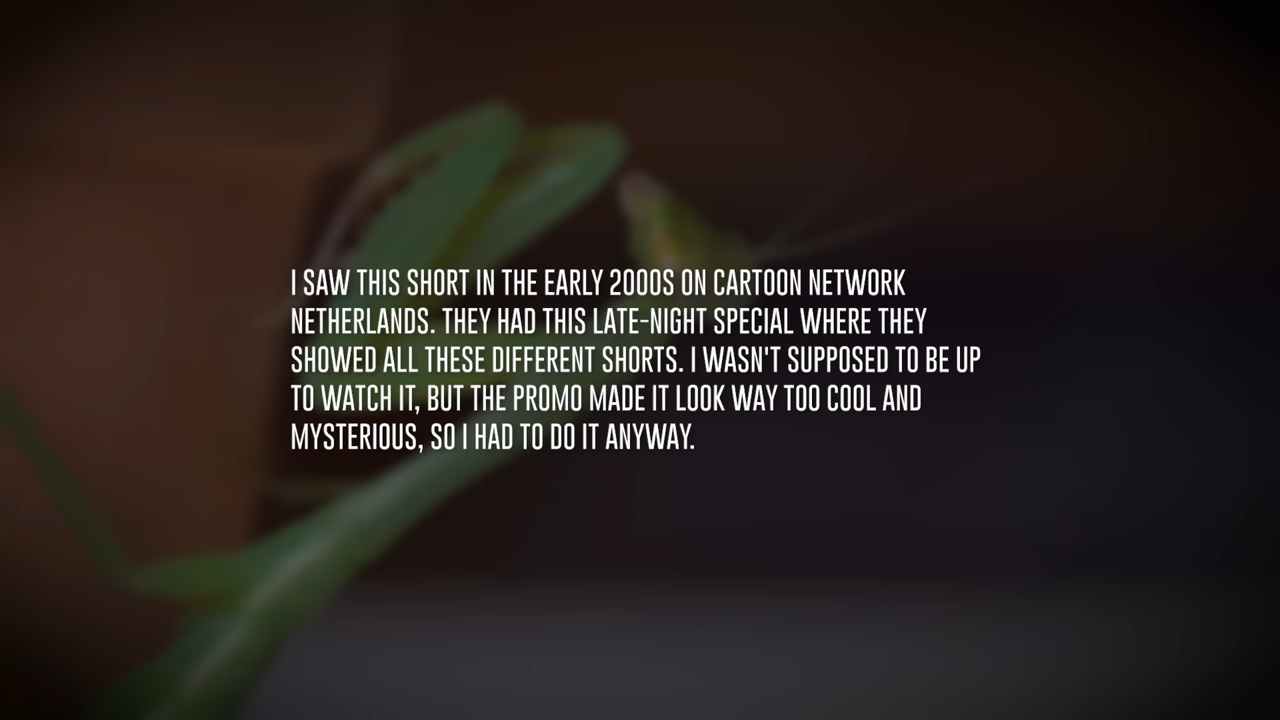 I SAW THIS SHORT IN THE EARLY 2000S ON CARTOON NETWORK
NETHERLANDS. THEY HAD THIS LATE-NIGHT SPECIAL WHERE THEY
SHOWED ALL THESE DIFFERENT SHORTS. I WASN'T SUPPOSED TO BE UP
TO WATCH IT, BUT THE PROMO MADE IT LOOK WAY TOO COOL AND
MYSTERIOUS, SO I HAD TO DO IT ANYWAY.